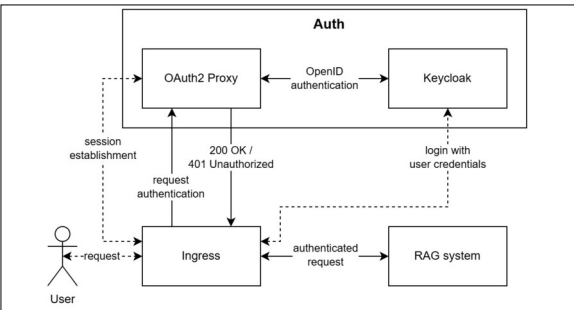 Auth
OAuth2 Proxy
OpenID
authentication
Keycloak
session
establishment
200 OK /
401 Unauthorized
login with
user credentials
request
authentication
request
Ingress
authenticated
request
RAG system
User